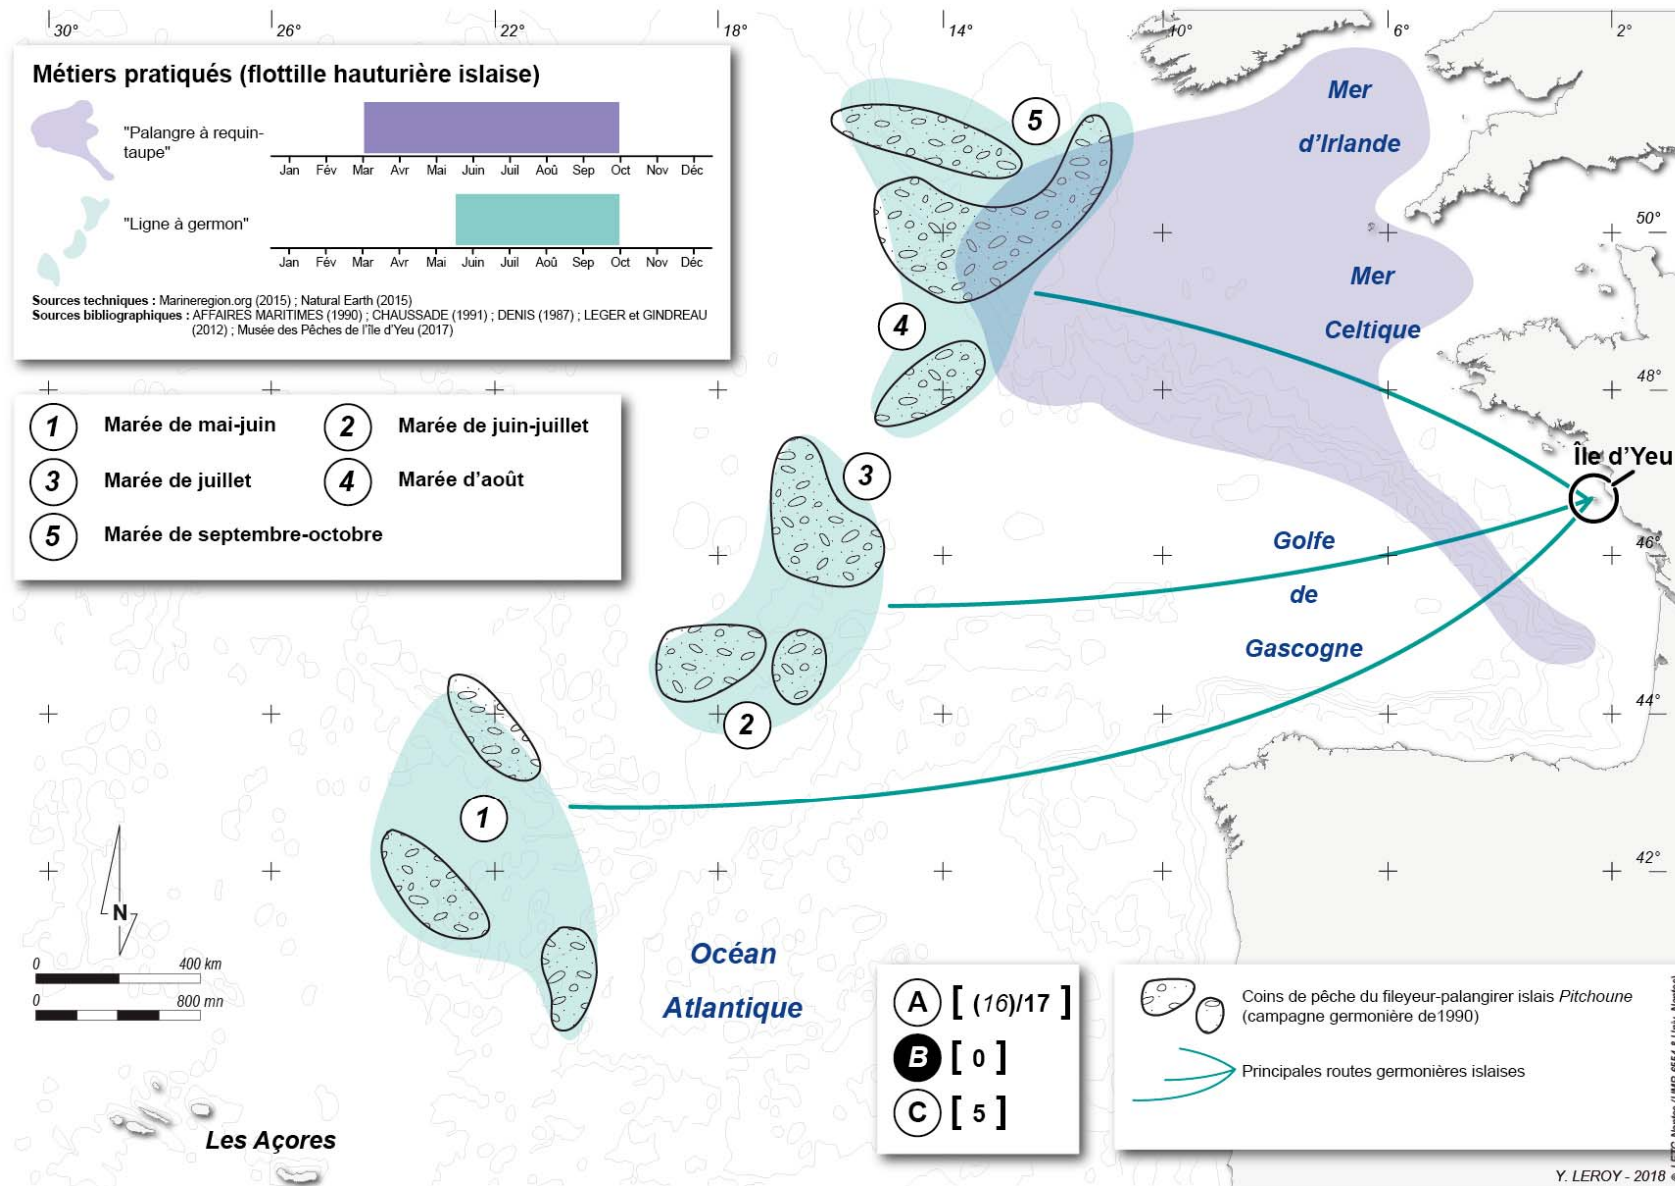 30° 26° 22° 18° 14° 10° 6° 2°
Métiers pratiqués (flottille hauturière islaise)
"Palangre à requin-
taupe"
Jan Fév Mar Avr Mai Juin Juil Aoû Sep Oct Nov Déc
"Ligne à germon"
Jan Fév Mar Avr Mai Juin Juil Aoû Sep Oct Nov Déc
Sources techniques : Marineregion.org (2015) ; Natural Earth (2015)
Sources bibliographiques : AFFAIRES MARITIMES (1990) ; CHAUSSADE (1991) ; DENIS (1987) ; LEGER et GINDREAU
(2012) ; Musée des Pêches de l'île d'Yeu (2017)
1 Marée de mai-juin
2 Marée de juin-juillet
3 Marée de juillet
4 Marée d'août
5 Marée de septembre-octobre
5
4
3
2
1
Mer
d'Irlande
50°
Mer
Celtique
48°
Île d'Yeu
46°
Golfe
de
Gascogne
44°
42°
Océan
Atlantique
N
0 400 km
0 800 mn
Les Açores
A [ (16)/17 ]
B [ 0 ]
C [ 5 ]
Coins de pêche du fileyeur-palangirer islais Pitchoune
(campagne germonière de1990)
Principales routes germonières islaises
Y. LEROY - 2018